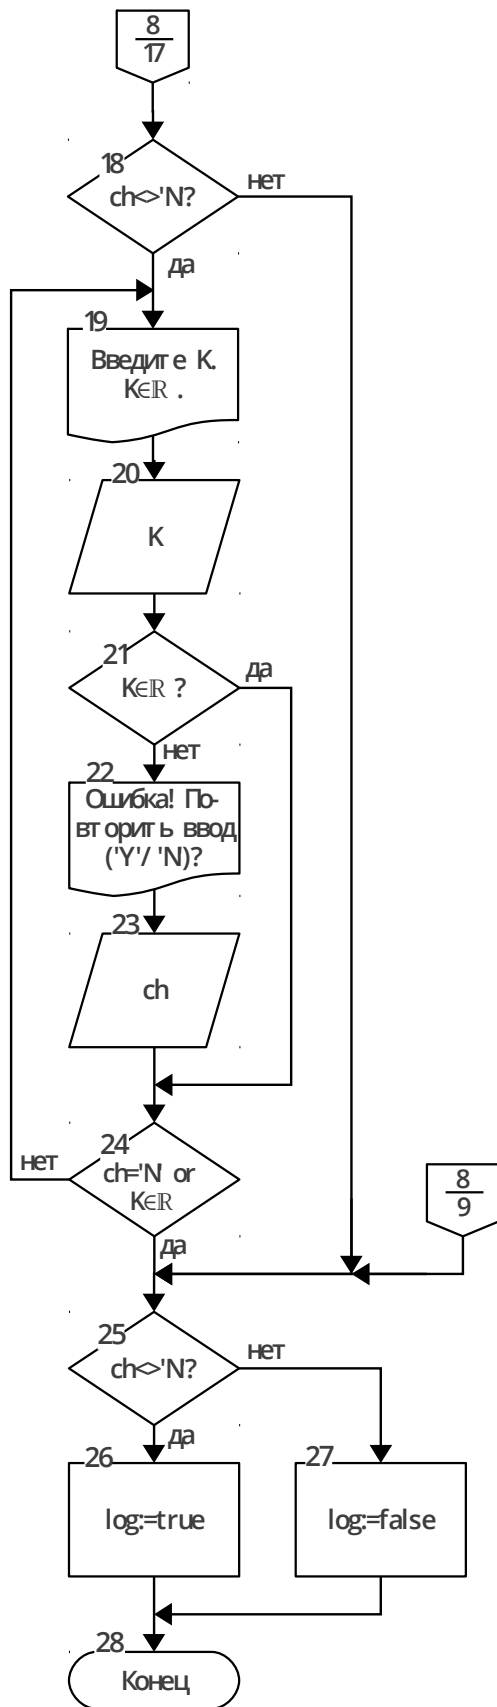 8
17
18
ch<>'N?
нет
да
19
Введите К.
K∈ℝ .
20
K
21
K∈ℝ ?
да
нет
22
Ошибка! По-
вторить ввод
('Y'/ 'N)?
23
ch
24
ch='N' or
K∈ℝ
нет
да
8
9
25
ch<>'N?
нет
да
26
log:=true
27
log:=false
28
Конец